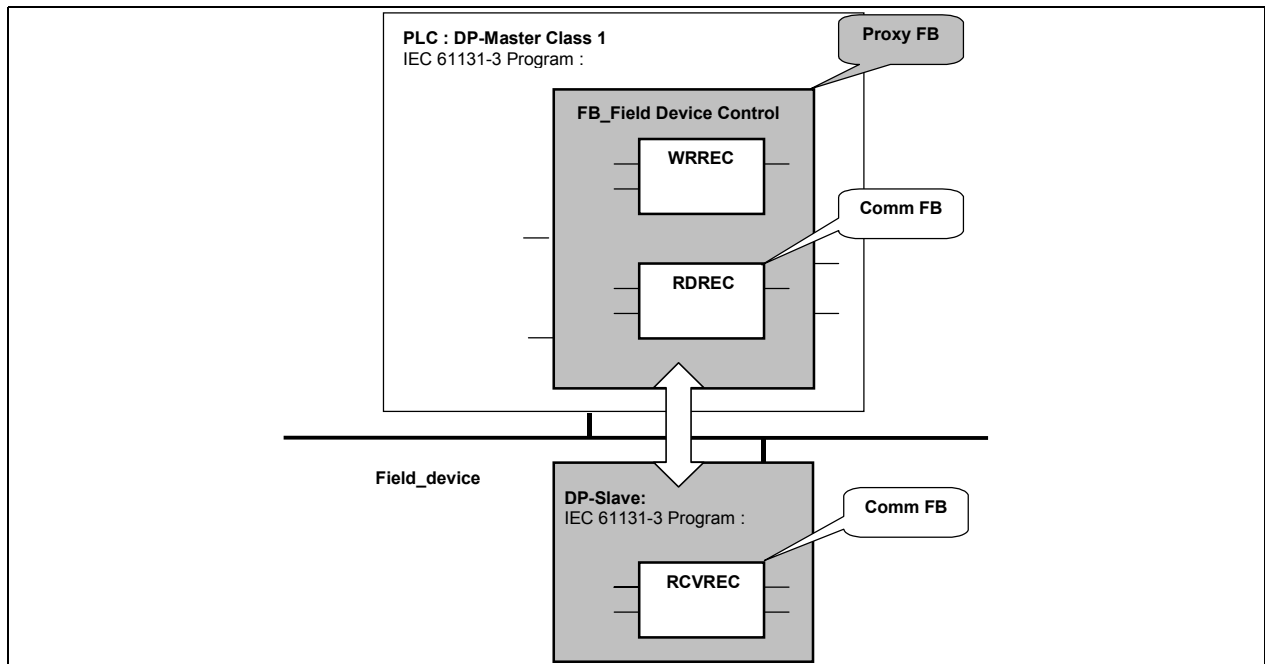 PLC : DP-Master Class 1
IEC 61131-3 Program :
Proxy FB
FB_Field Device Control
WRREC
Comm FB
RDREC
Field_device
DP-Slave:
IEC 61131-3 Program :
Comm FB
RCVREC